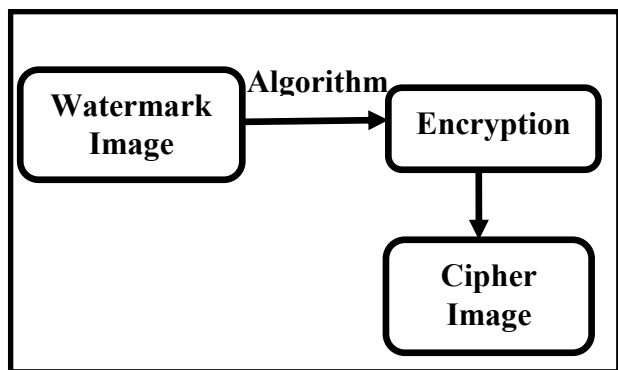 Algorithm
Watermark
Image
Encryption
Cipher
Image